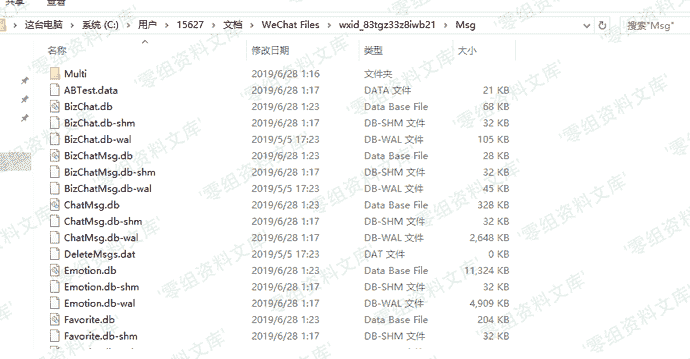 共享 查看
这台电脑 › 系统 (C:) › 用户 › 15627 › 文档 › WeChat Files › wxid_83tgz33z8iwb21 › Msg 搜索"Msg"
名称 修改日期 类型 大小
Multi 2019/6/28 1:16 文件夹
ABTest.data 2019/6/28 1:17 DATA 文件 21 KB
BizChat.db 2019/6/28 1:23 Data Base File 68 KB
BizChat.db-shm 2019/6/28 1:17 DB-SHM 文件 32 KB
BizChat.db-wal 2019/5/5 17:23 DB-WAL 文件 105 KB
BizChatMsg.db 2019/6/28 1:23 Data Base File 28 KB
BizChatMsg.db-shm 2019/6/28 1:17 DB-SHM 文件 32 KB
BizChatMsg.db-wal 2019/5/5 17:23 DB-WAL 文件 45 KB
ChatMsg.db 2019/6/28 1:23 Data Base File 328 KB
ChatMsg.db-shm 2019/6/28 1:17 DB-SHM 文件 32 KB
ChatMsg.db-wal 2019/6/28 1:17 DB-WAL 文件 2,648 KB
DeleteMsgs.dat 2019/5/5 17:23 DAT 文件 0 KB
Emotion.db 2019/6/28 1:23 Data Base File 11,324 KB
Emotion.db-shm 2019/6/28 1:17 DB-SHM 文件 32 KB
Emotion.db-wal 2019/6/28 1:17 DB-WAL 文件 4,909 KB
Favorite.db 2019/6/28 1:23 Data Base File 204 KB
Favorite.db-shm 2019/6/28 1:17 DB-SHM 文件 32 KB
'零组资料文库'